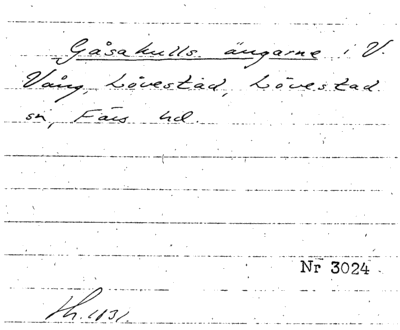 Gåsakulls ängarne i V.
Vång, Lövestad, Lövestad
sn, Färs hd.
Nr 3024